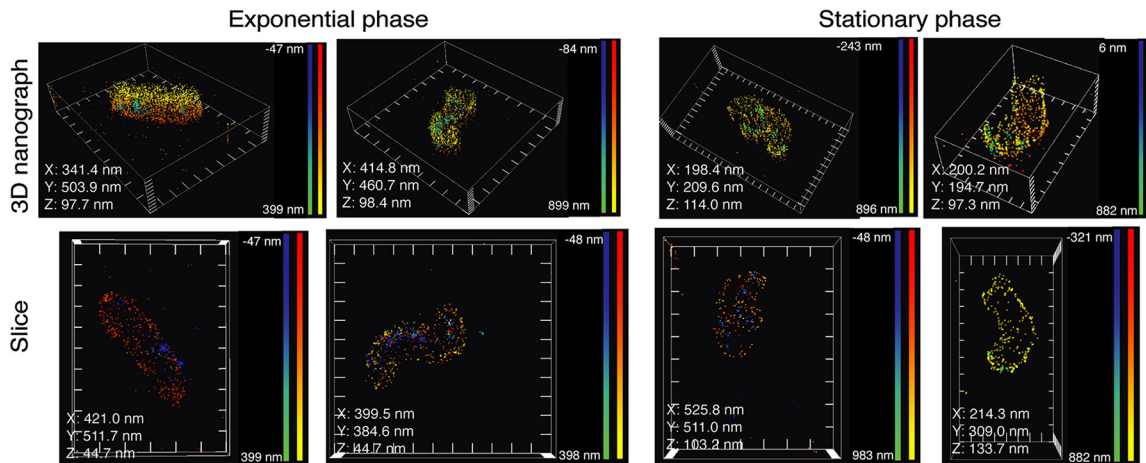 Exponential phase
Stationary phase
3D nanograph
-47 nm
X: 341.4 nm
Y: 503.9 nm
Z: 97.7 nm
399 nm
-84 nm
X: 414.8 nm
Y: 460.7 nm
Z: 98.4 nm
899 nm
-243 nm
X: 198.4 nm
Y: 209.6 nm
Z: 114.0 nm
896 nm
6 nm
X: 200.2 nm
Y: 194.7 nm
Z: 97.3 nm
882 nm
Slice
-47 nm
X: 421.0 nm
Y: 511.7 nm
Z: 44.7 nm
399 nm
-48 nm
X: 399.5 nm
Y: 384.6 nm
Z: 44.7 nm
398 nm
-48 nm
X: 525.8 nm
Y: 511.0 nm
Z: 103.2 nm
983 nm
-321 nm
X: 214.3 nm
Y: 309.0 nm
Z: 133.7 nm
882 nm